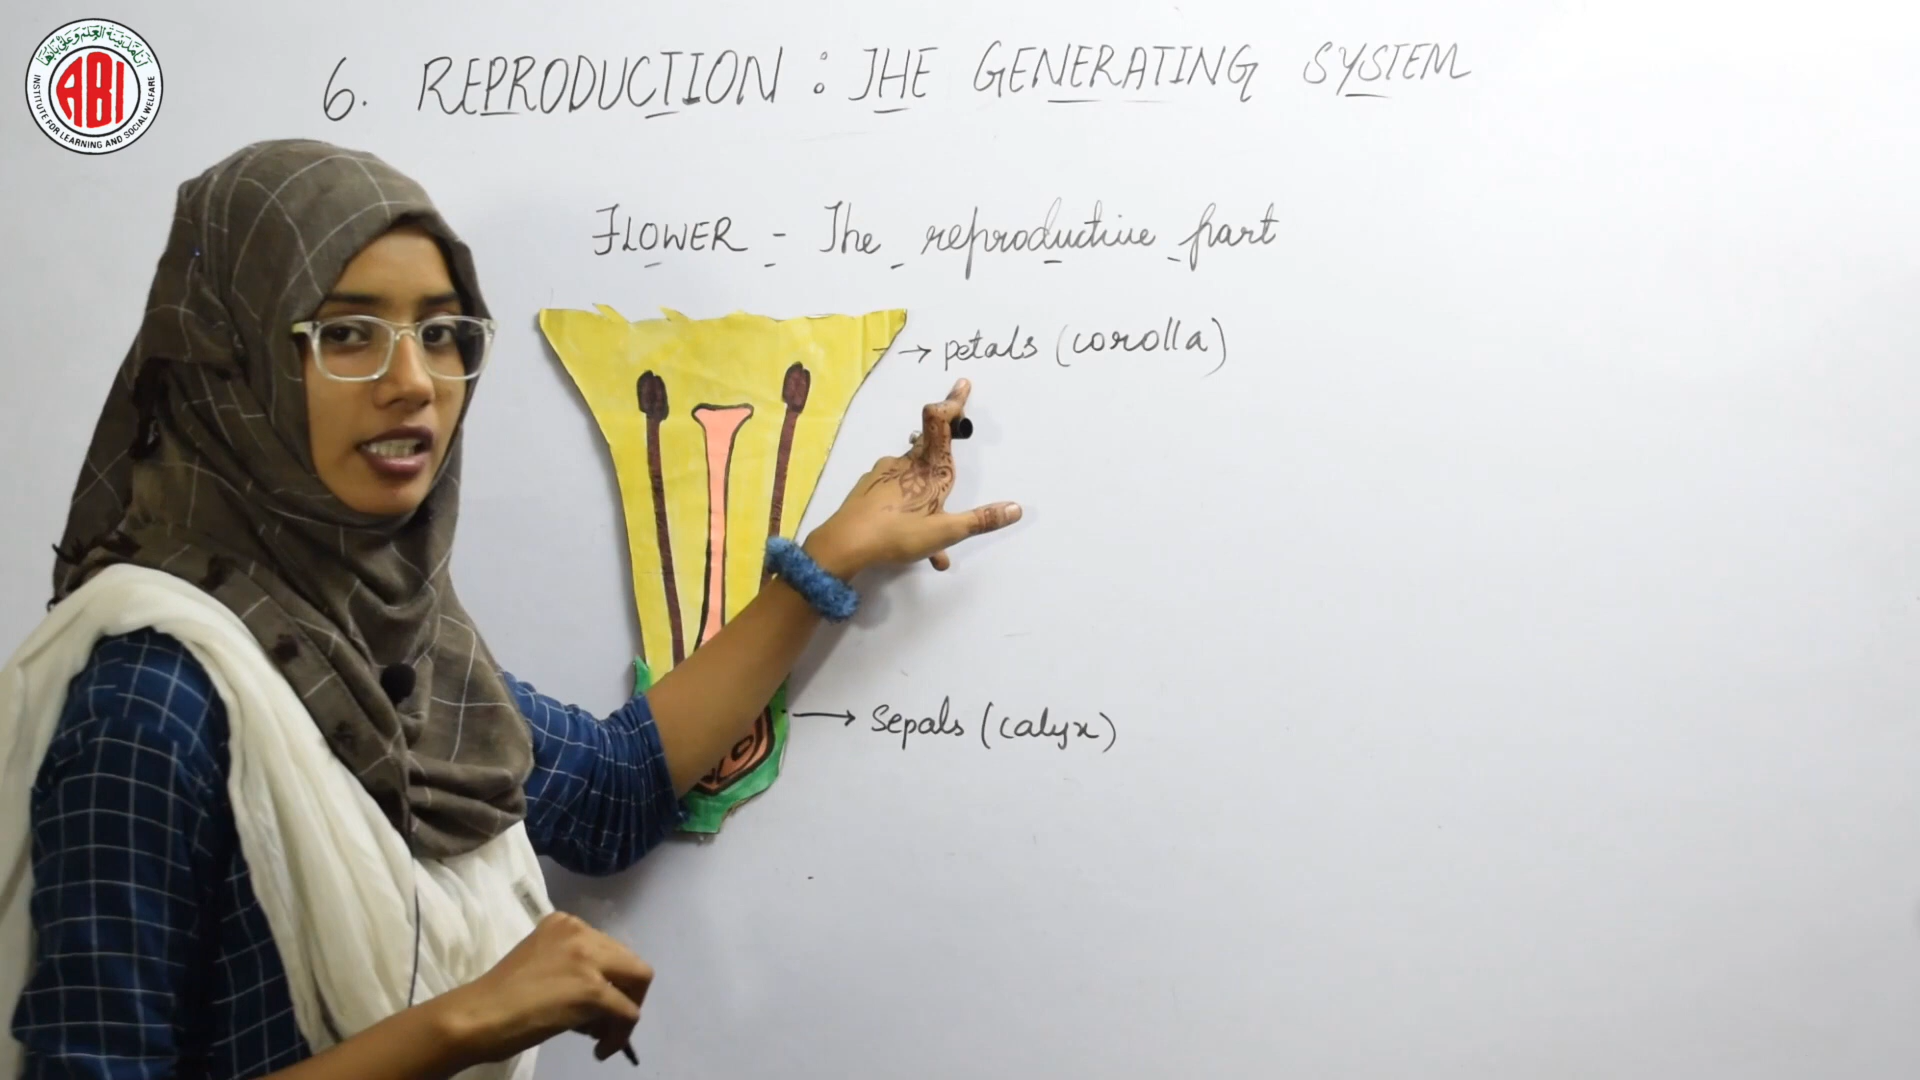 ABI
INSTITUTE FOR LEARNING AND SOCIAL WELFARE
6. REPRODUCTION : THE GENERATING SYSTEM
FLOWER - The reproductive part
petals (corolla)
sepals (calyx)